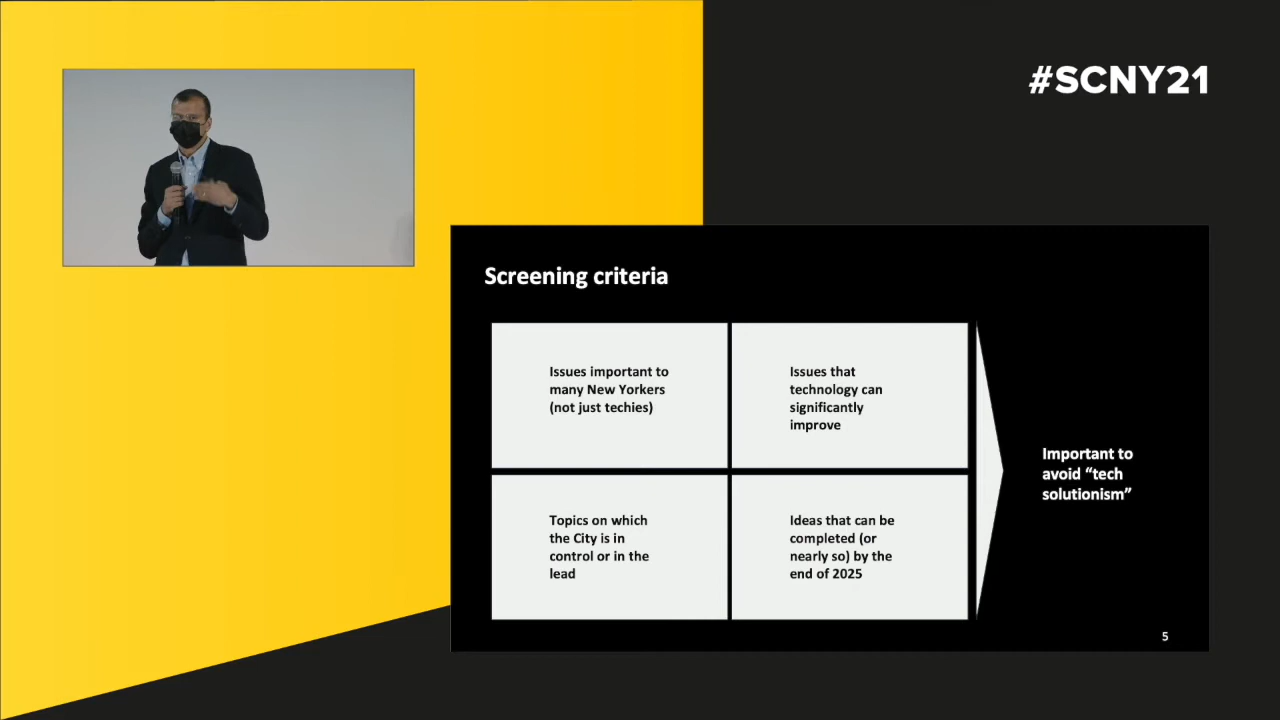 #SCNY21
Screening criteria
Issues important to
many New Yorkers
(not just techies)
Issues that
technology can
significantly
improve
Topics on which
the City is in
control or in the
lead
Ideas that can be
completed (or
nearly so) by the
end of 2025
Important to
avoid “tech
solutionism”
5